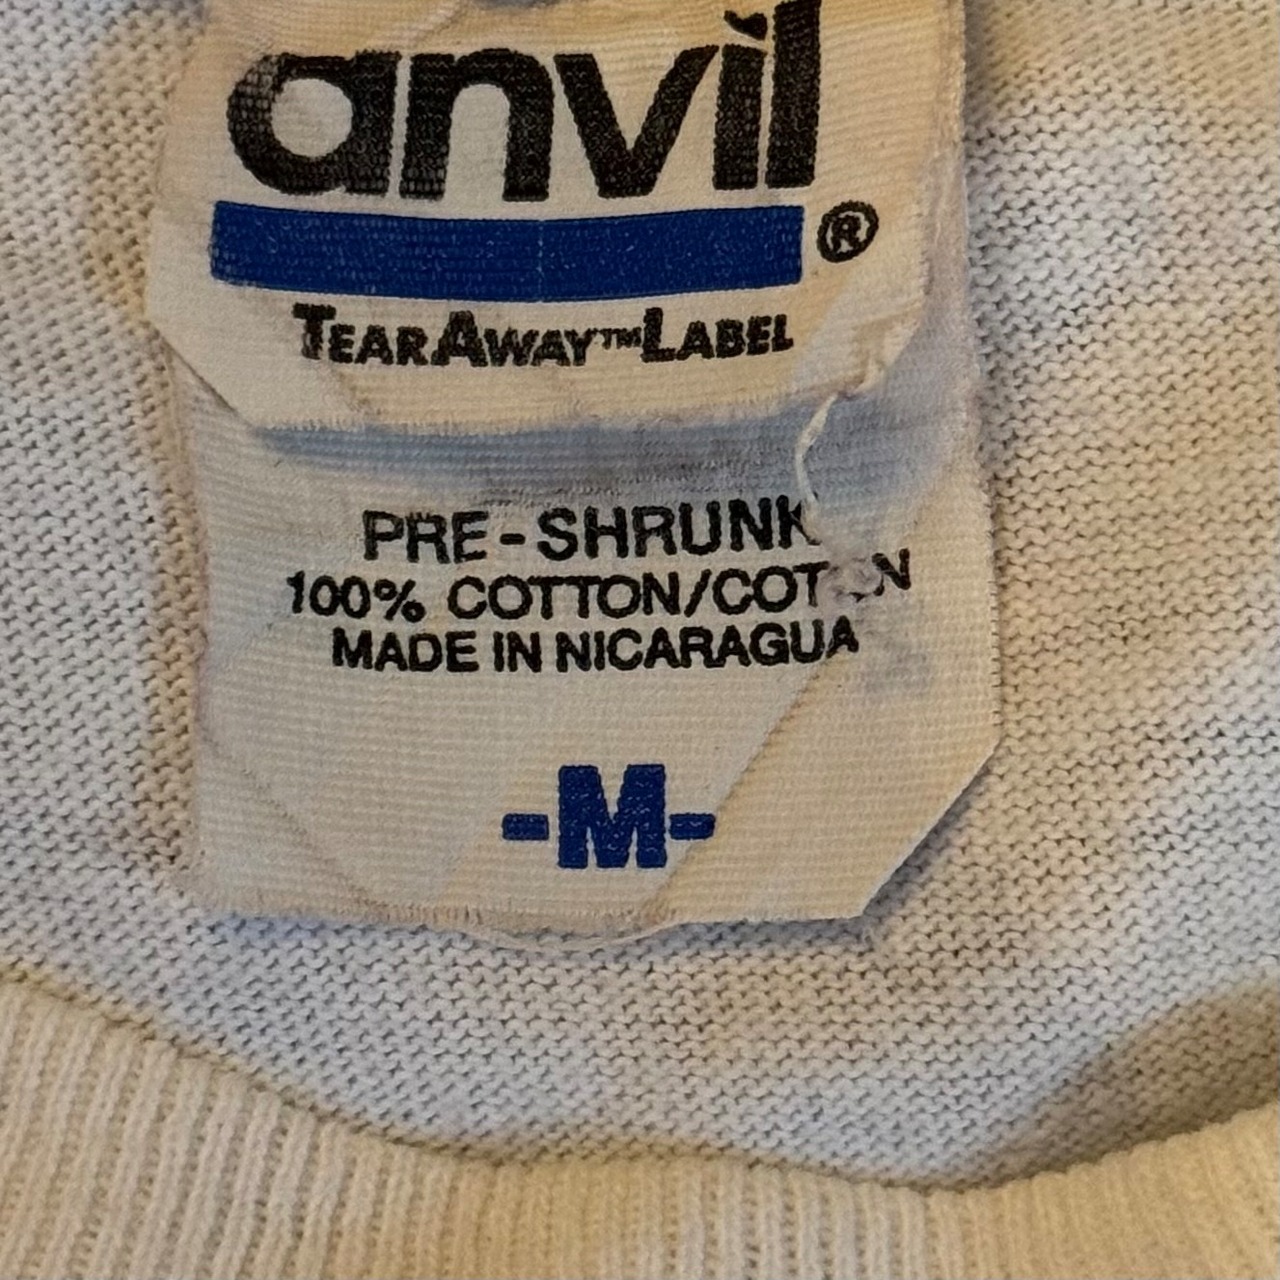 anvil®
TEARAWAY™LABEL
PRE-SHRUNK
100% COTTON/COTTON
MADE IN NICARAGUA
-M-